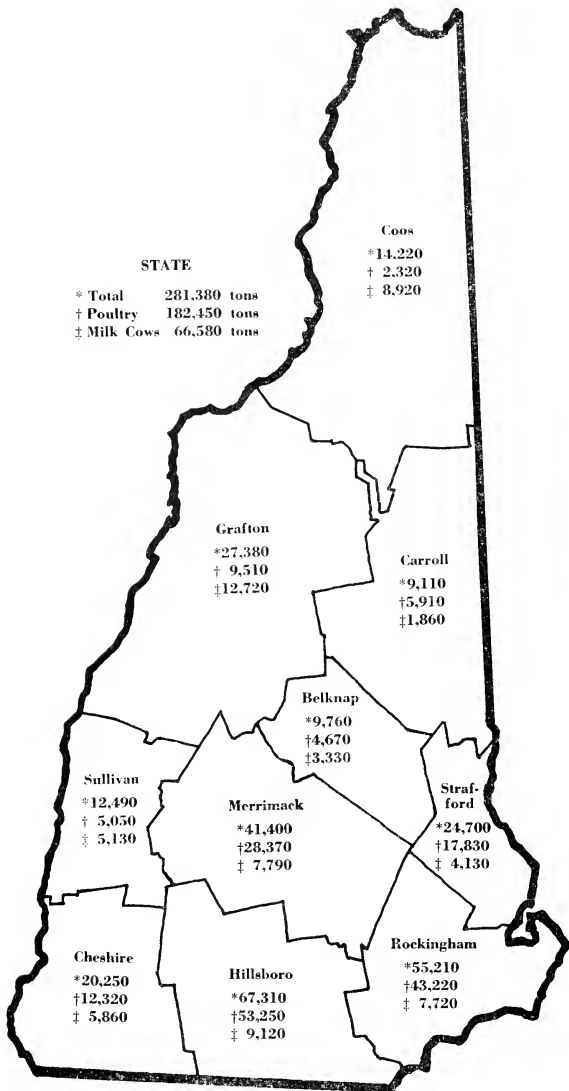 Coos
*14,220
† 2,320
‡ 8,920
STATE
* Total 281,380 tons
† Poultry 182,450 tons
‡ Milk Cows 66,580 tons
Grafton
*27,380
† 9,510
‡12,720
Carroll
*9,110
†5,910
‡1,860
Belknap
*9,760
†4,670
‡3,330
Sullivan
*12,490
† 5,050
‡ 5,130
Merrimack
*41,400
†28,370
‡ 7,790
Straf-
ford
*24,700
†17,830
‡ 4,130
Cheshire
*20,250
†12,320
‡ 5,860
Hillsboro
*67,310
†53,250
‡ 9,120
Rockingham
*55,210
†43,220
‡ 7,720